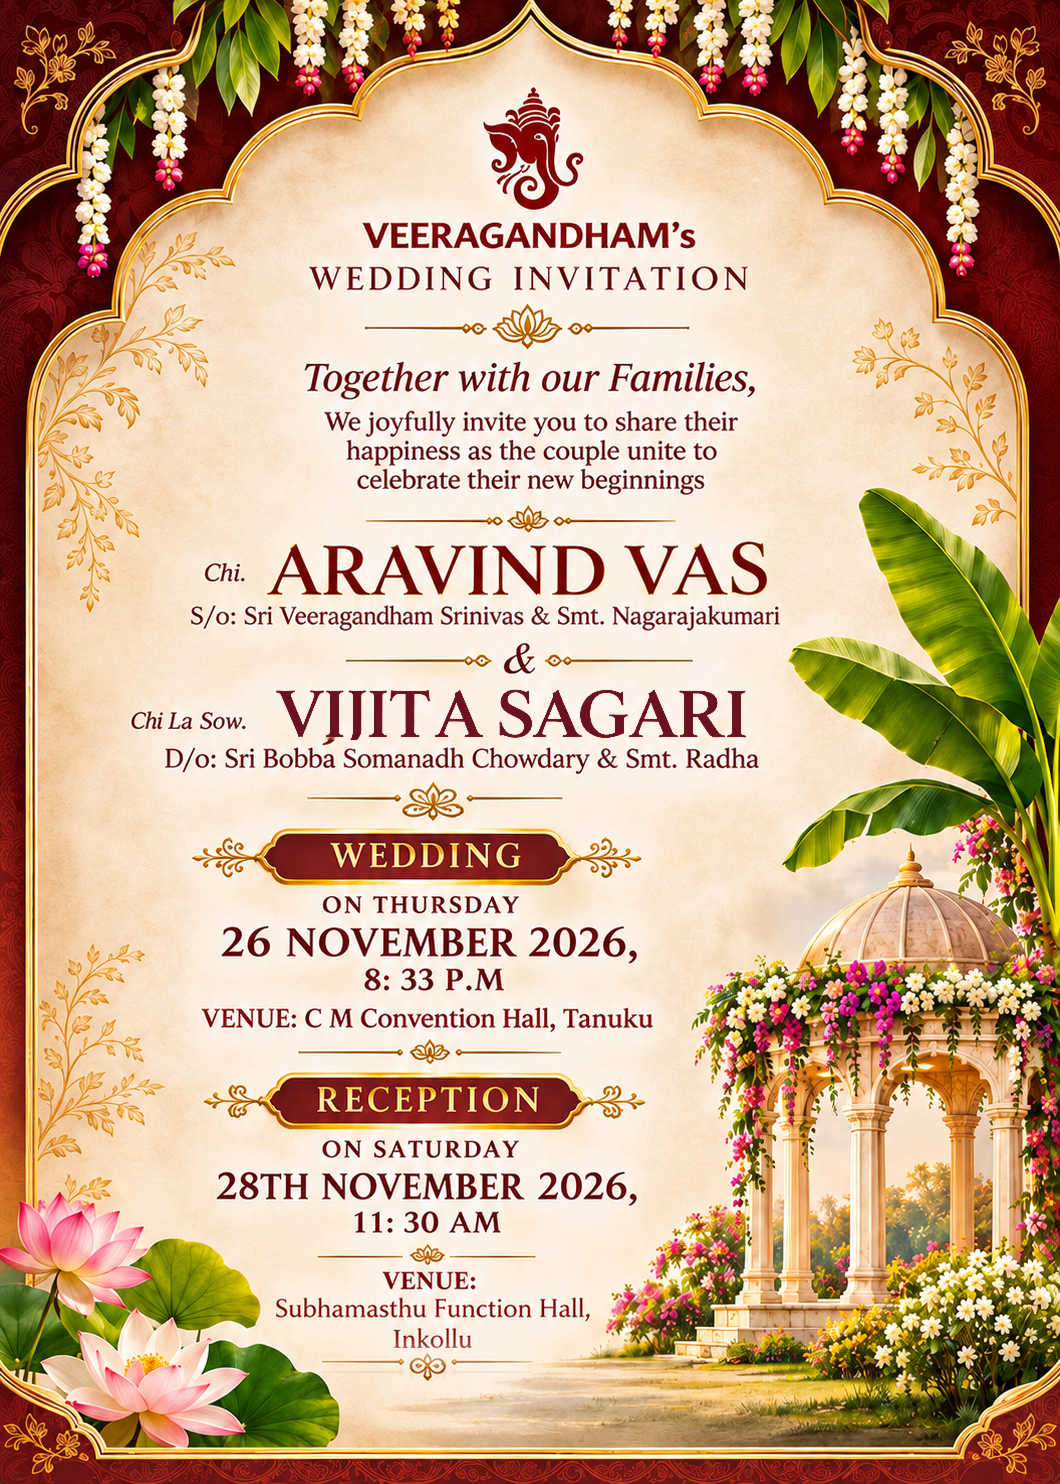 VEERAGANDHAM's
WEDDING INVITATION
Together with our Families,
We joyfully invite you to share their
happiness as the couple unite to
celebrate their new beginnings
Chi. ARAVIND VAS
S/o: Sri Veeragandham Srinivas & Smt. Nagarajakumari
&
Chi La Sow. VIJITA SAGARI
D/o: Sri Bobba Somanadh Chowdary & Smt. Radha
WEDDING
ON THURSDAY
26 NOVEMBER 2026,
8: 33 P.M
VENUE: C M Convention Hall, Tanuku
RECEPTION
ON SATURDAY
28TH NOVEMBER 2026,
11: 30 AM
VENUE:
Subhamasthu Function Hall,
Inkollu